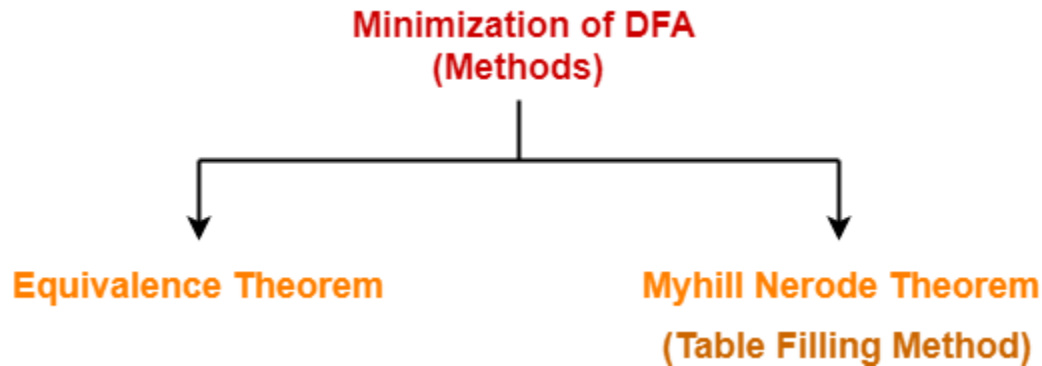 Minimization of DFA
(Methods)
Equivalence Theorem
Myhill Nerode Theorem
(Table Filling Method)